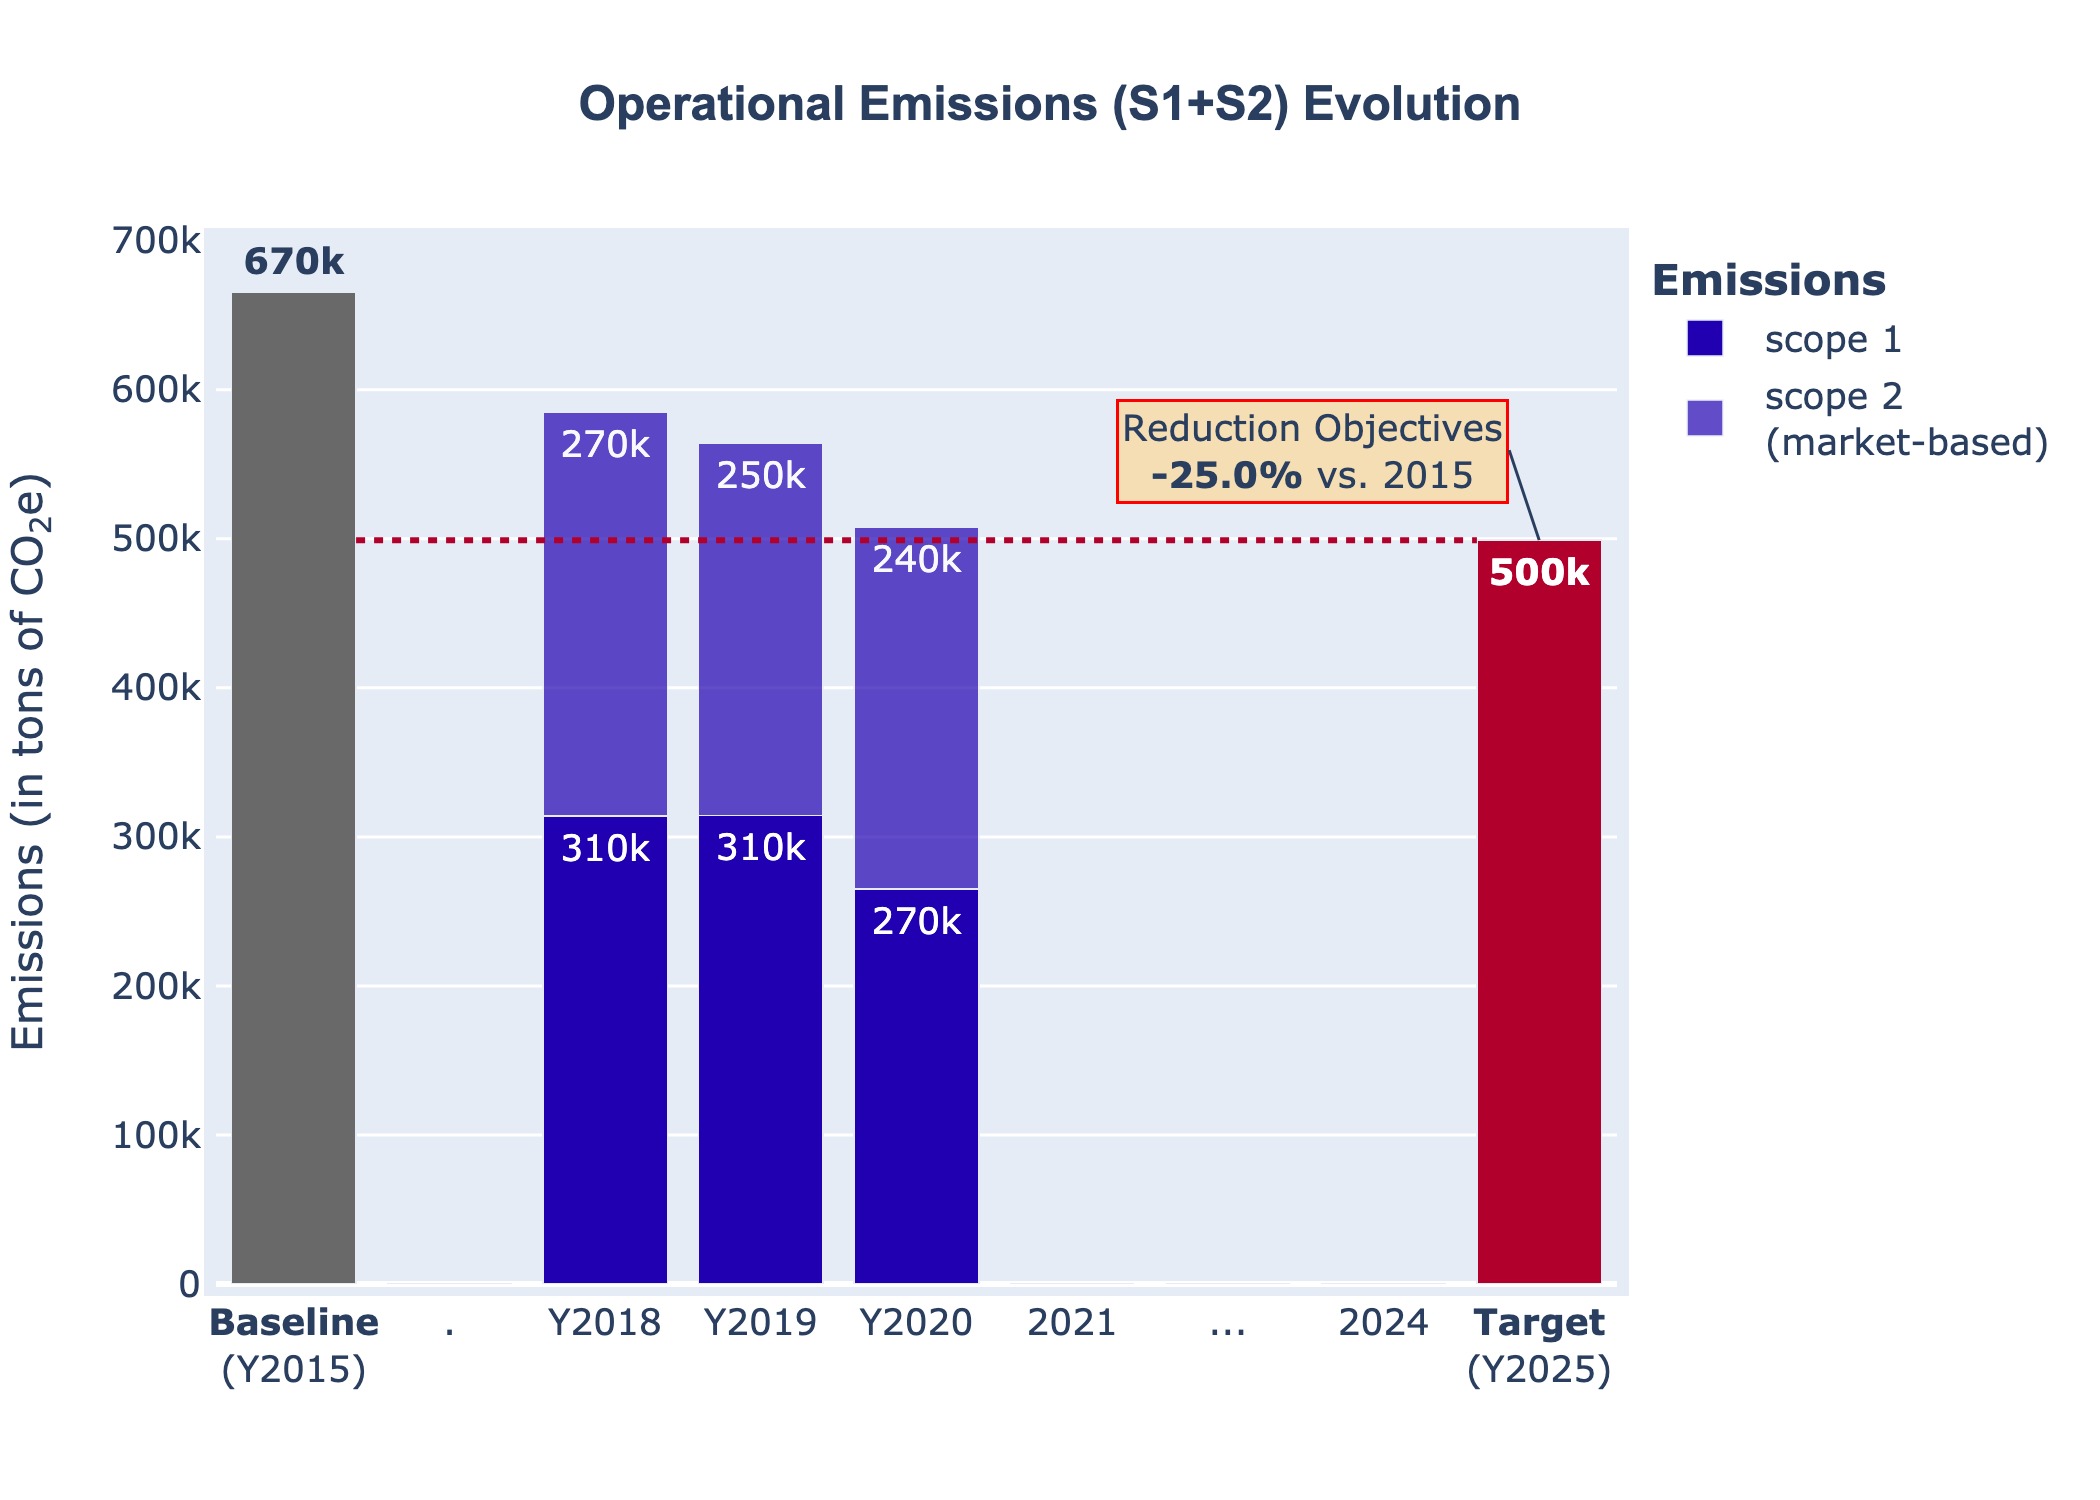 Operational Emissions (S1+S2) Evolution
Emissions (in tons of CO₂e)
700k
600k
500k
400k
300k
200k
100k
0
670k
270k
310k
250k
310k
240k
270k
Reduction Objectives
-25.0% vs. 2015
500k
Baseline
(Y2015)
.
Y2018
Y2019
Y2020
2021
...
2024
Target
(Y2025)
Emissions
scope 1
scope 2
(market-based)